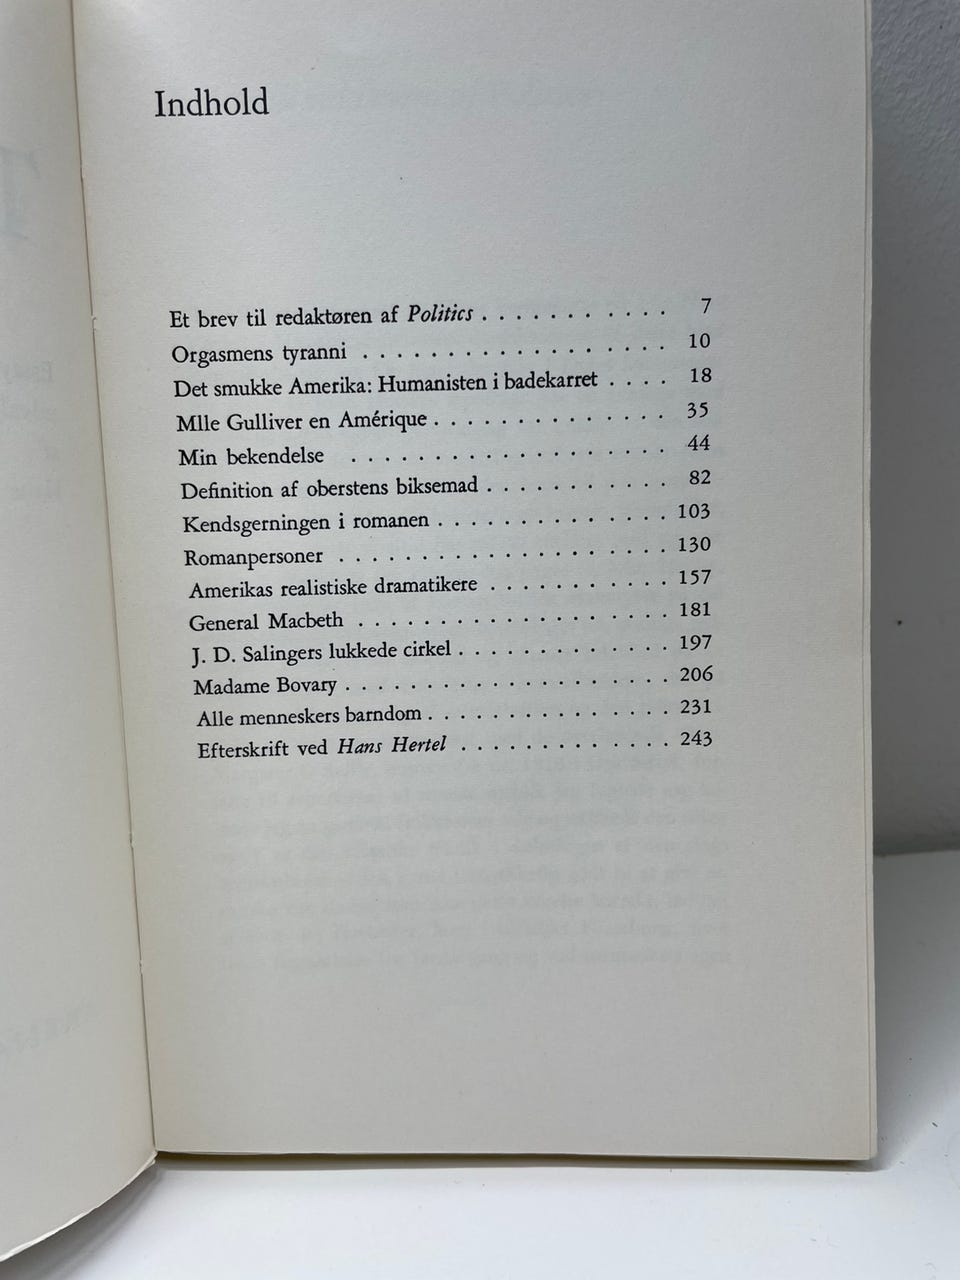 Indhold
Et brev til redaktøren af Politics . . . . . . . . . . . 7
Orgasmens tyranni . . . . . . . . . . . . . . . . . . 10
Det smukke Amerika: Humanisten i badekarret . . . . 18
Mlle Gulliver en Amérique . . . . . . . . . . . . . . 35
Min bekendelse . . . . . . . . . . . . . . . . . . . 44
Definition af oberstens biksemad . . . . . . . . . . . 82
Kendsgerningen i romanen . . . . . . . . . . . . . . 103
Romanpersoner . . . . . . . . . . . . . . . . . . . . 130
Amerikas realistiske dramatikere . . . . . . . . . . . 157
General Macbeth . . . . . . . . . . . . . . . . . . 181
J. D. Salingers lukkede cirkel . . . . . . . . . . . . . 197
Madame Bovary . . . . . . . . . . . . . . . . . . . 206
Alle menneskers barndom . . . . . . . . . . . . . . . 231
Efterskrift ved Hans Hertel . . . . . . . . . . . . . 243